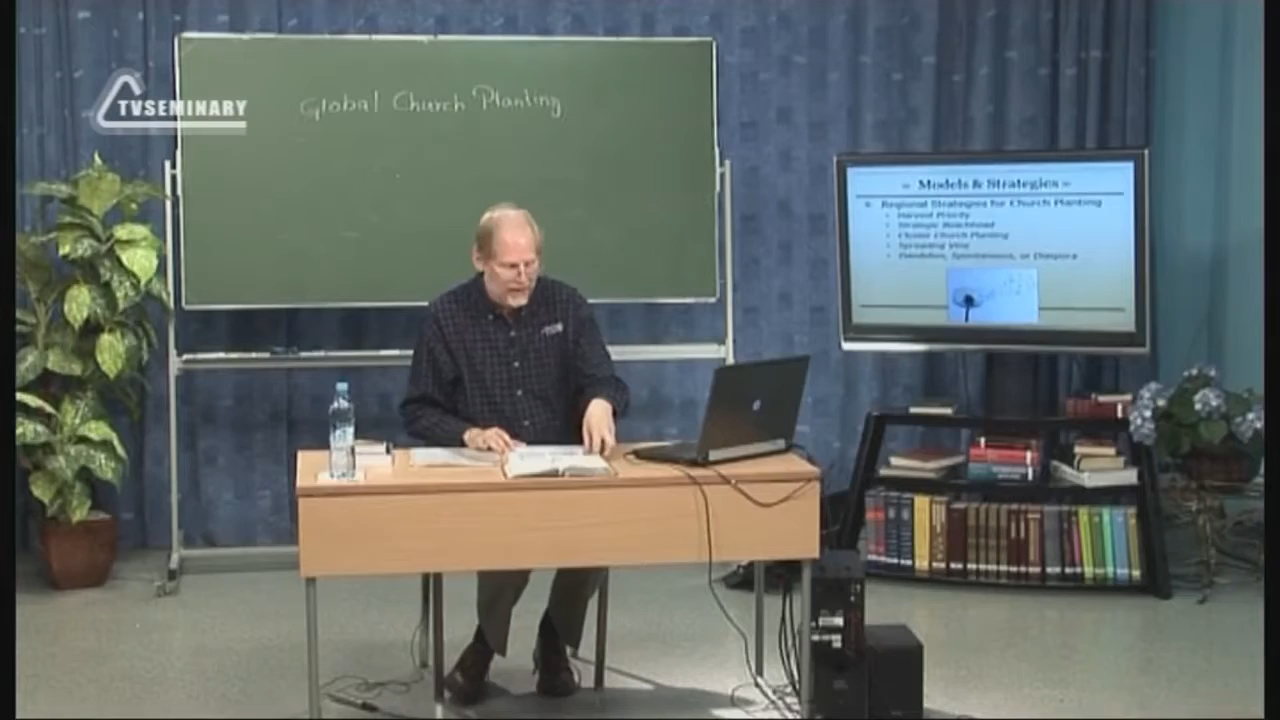 TVSEMINARY
Global Church Planting
Models & Strategies
Regional Strategies for Church Planting
Harvest Priority
Strategic Beachhead
Cluster Church Planting
Spreading Vine
Dandelion, Spontaneous, or Diaspora